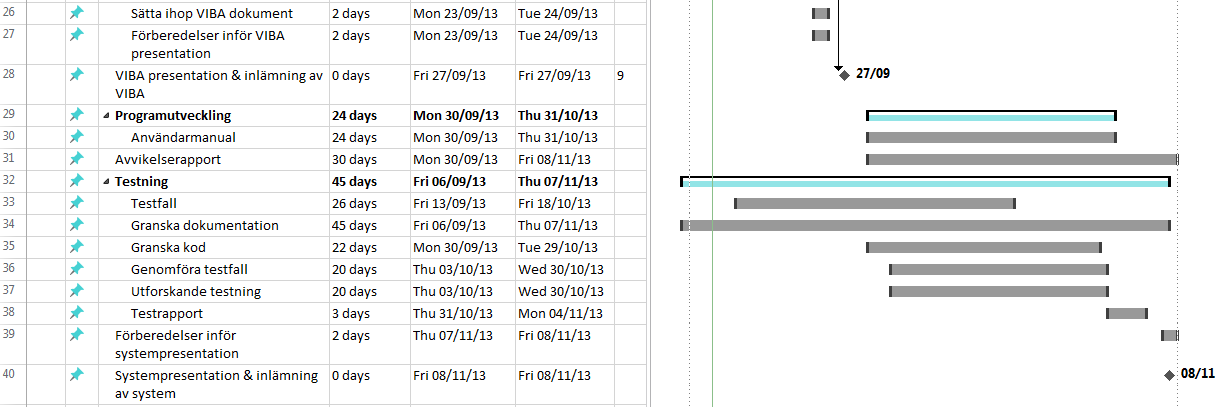 26 Sätta ihop VIBA dokument 2 days Mon 23/09/13 Tue 24/09/13
27 Förberedelser inför VIBA 2 days Mon 23/09/13 Tue 24/09/13
presentation
28 VIBA presentation & inlämning av 0 days Fri 27/09/13 Fri 27/09/13 9 27/09
VIBA
29 Programutveckling 24 days Mon 30/09/13 Thu 31/10/13
30 Användarmanual 24 days Mon 30/09/13 Thu 31/10/13
31 Avvikelserapport 30 days Mon 30/09/13 Fri 08/11/13
32 Testning 45 days Fri 06/09/13 Thu 07/11/13
33 Testfall 26 days Fri 13/09/13 Fri 18/10/13
34 Granska dokumentation 45 days Fri 06/09/13 Thu 07/11/13
35 Granska kod 22 days Mon 30/09/13 Tue 29/10/13
36 Genomföra testfall 20 days Thu 03/10/13 Wed 30/10/13
37 Utforskande testning 20 days Thu 03/10/13 Wed 30/10/13
38 Testrapport 3 days Thu 31/10/13 Mon 04/11/13
39 Förberedelser inför 2 days Thu 07/11/13 Fri 08/11/13
systempresentation
40 Systempresentation & inlämning 0 days Fri 08/11/13 Fri 08/11/13 08/11
av system